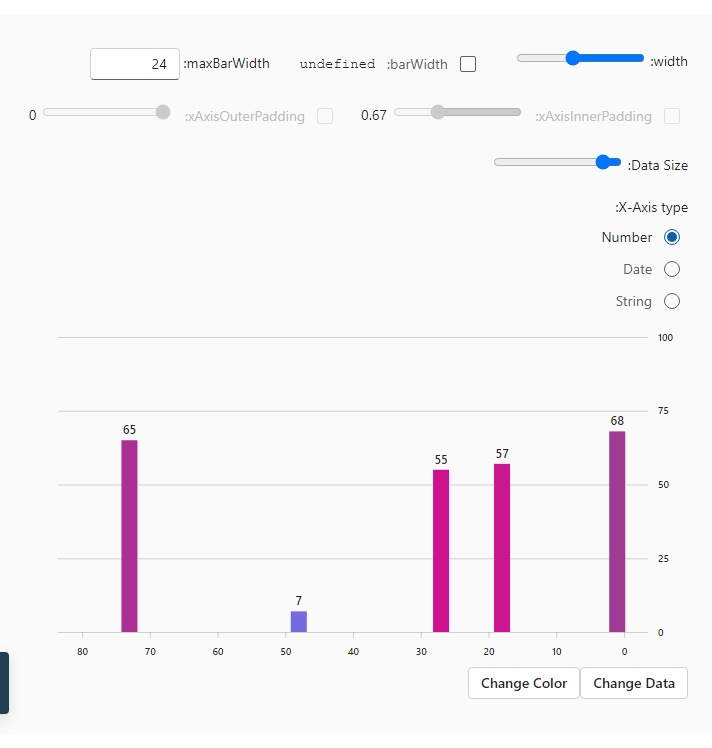 width:
barWidth: undefined
maxBarWidth: 24
xAxisInnerPadding: 0.67
xAxisOuterPadding: 0
Data Size:
X-Axis type:
Number
Date
String
100
75
50
25
0
65
7
55
57
68
80 70 60 50 40 30 20 10 0
Change Color Change Data